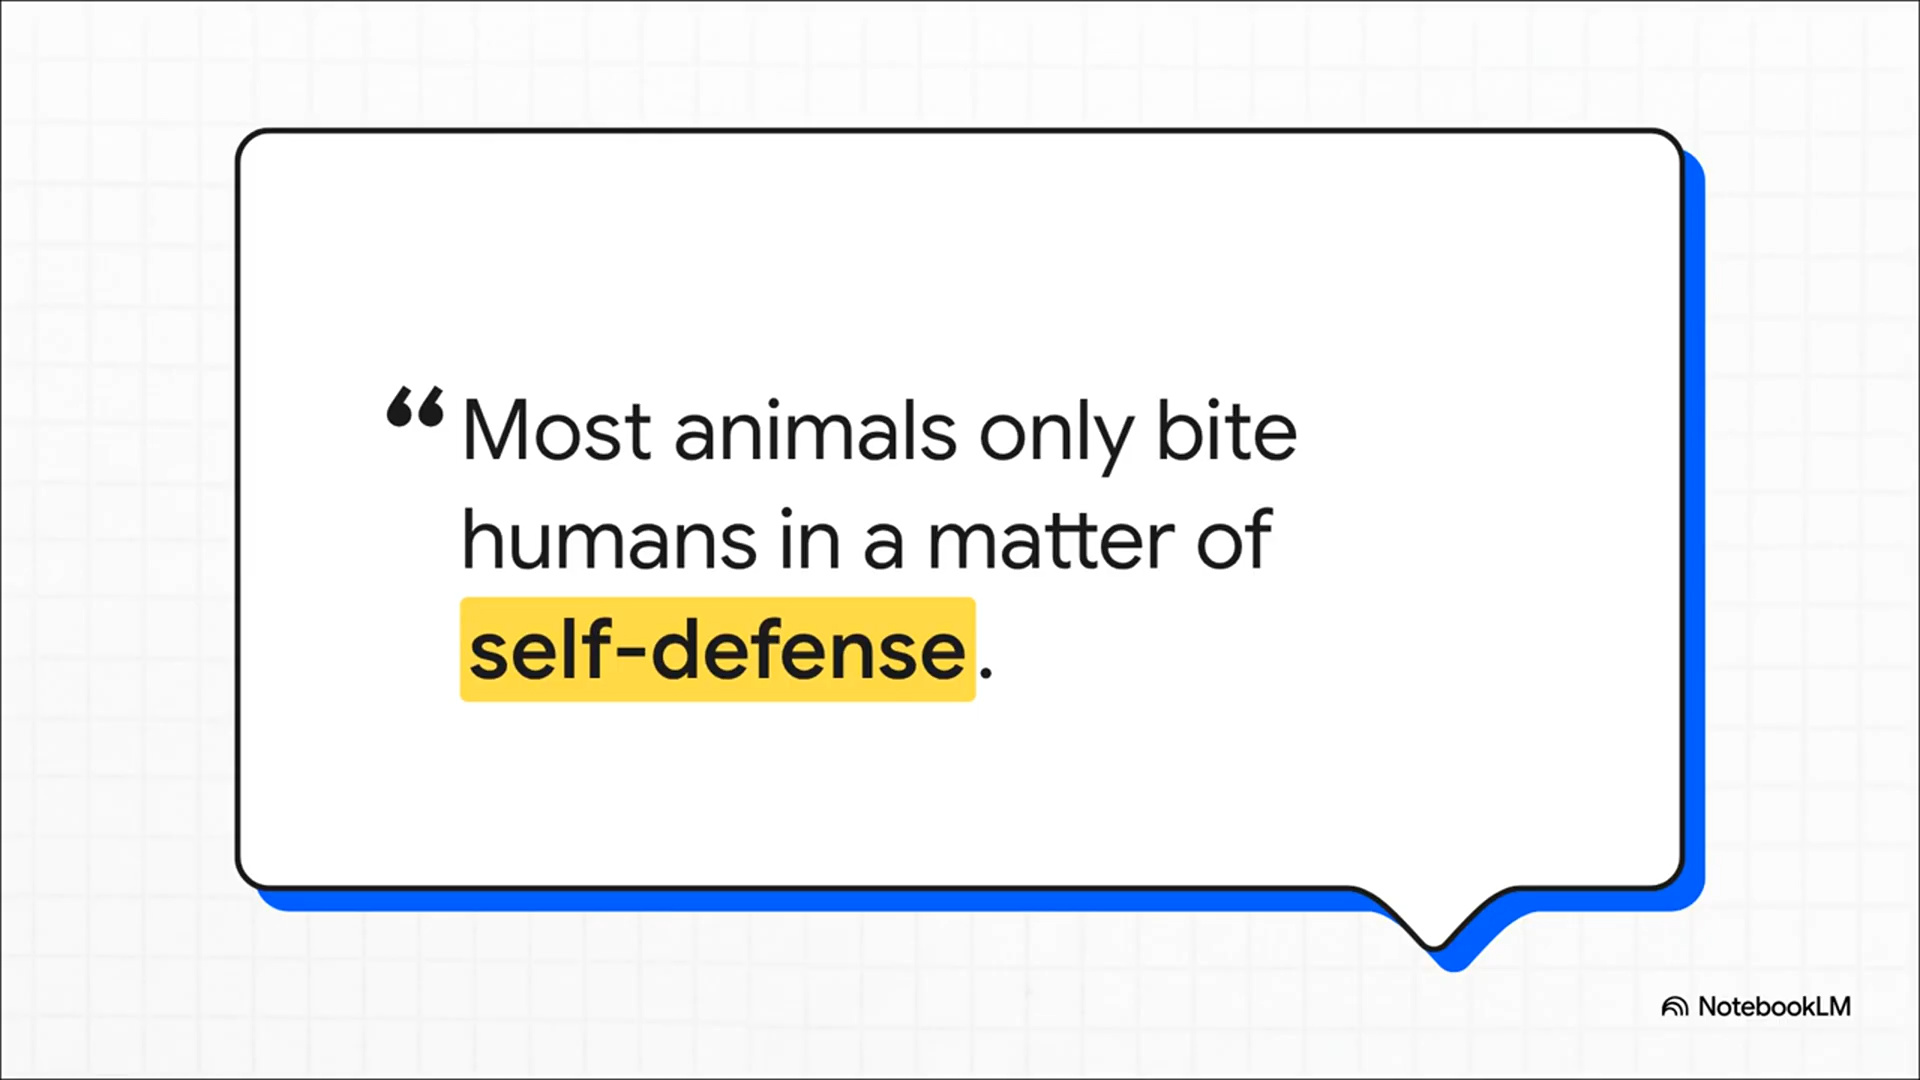 “Most animals only bite
humans in a matter of
self-defense.
NotebookLM